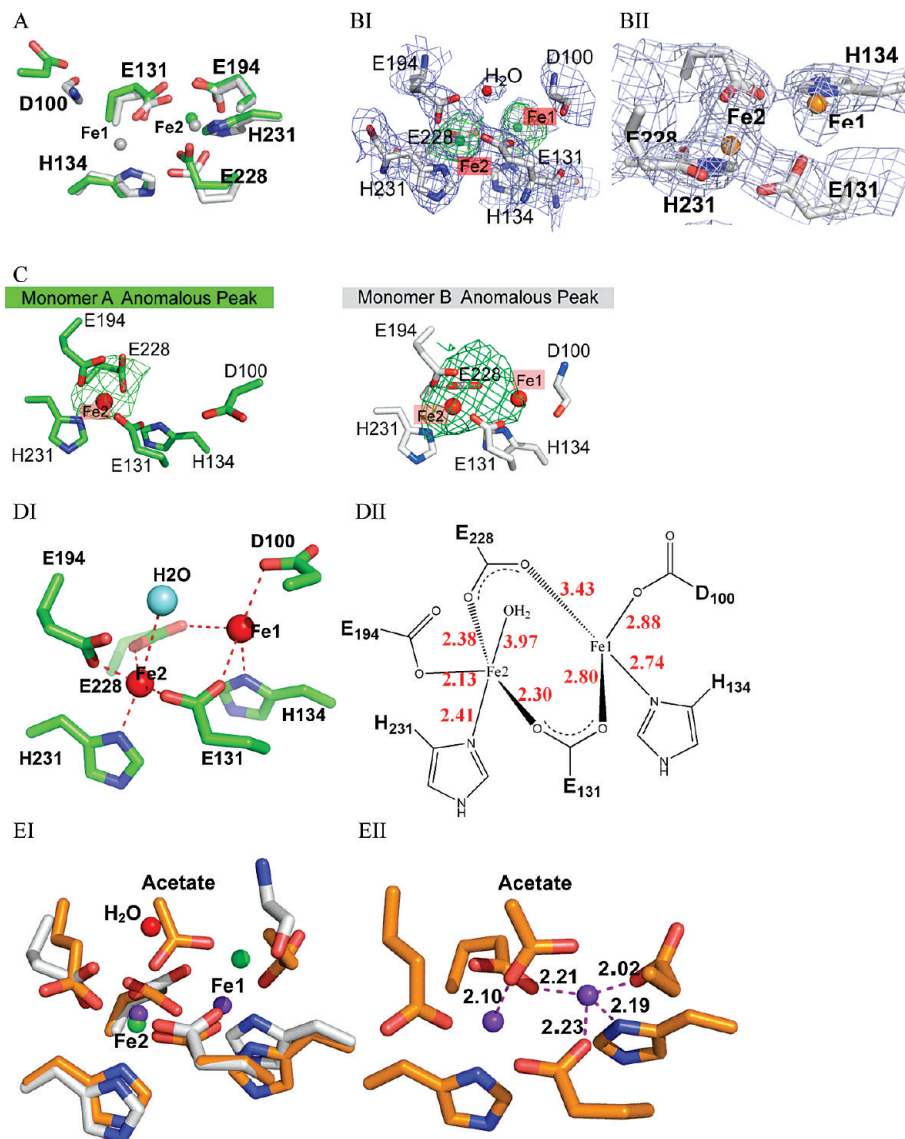 A
D100
E131
E194
Fe1
Fe2
H231
H134
E228
BI
E194
H₂O
D100
Fe1
E228
Fe2
E131
H231
H134
BII
H134
Fe2
Fe1
E228
H231
E131
C
Monomer A Anomalous Peak
E194
E228
D100
Fe2
H231
E131
H134
Monomer B Anomalous Peak
E194
D100
E228
Fe1
Fe2
H231
E131
H134
DI
D100
E194
H2O
Fe1
Fe2
E228
H134
H231
E131
DII
E228
O
O
3.43
O
O
D100
OH₂
2.88
O
E194
2.38
3.97
Fe1
O
2.13
Fe2
2.80
2.74
2.30
H134
2.41
H231
O
O
N
N
E131
NH
NH
EI
Acetate
H₂O
Fe1
Fe2
EII
Acetate
2.21
2.02
2.10
2.19
2.23